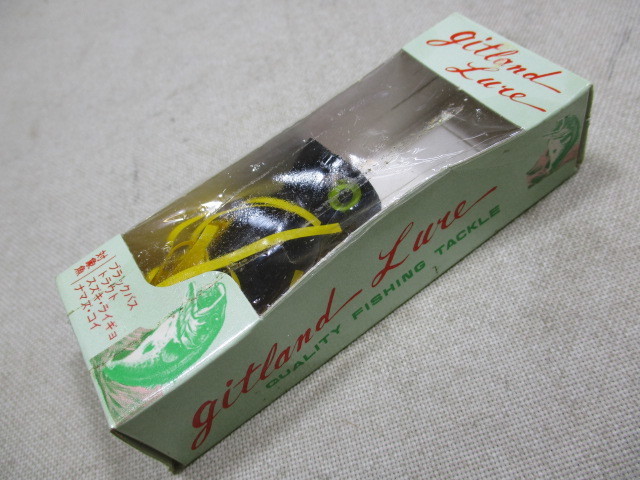 gitland
Lure
gitland Lure
QUALITY FISHING TACKLE
対象魚
ブラックバス
トラウト
スズキ・ライギョ
ナマズ・コイ